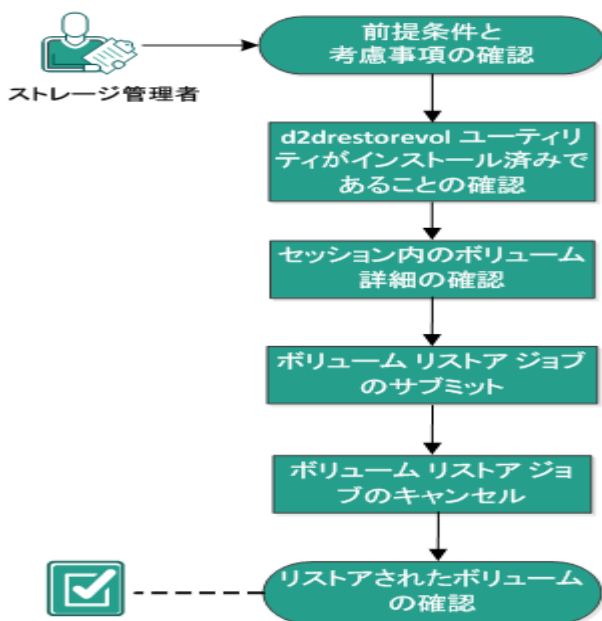 前提条件と
考慮事項の確認
ストレージ管理者
d2drestorevol ユーティリ
ティがインストール済みで
あることの確認
セッション内のボリューム
詳細の確認
ボリューム リストア ジョブ
のサブミット
ボリューム リストア ジョ
ブのキャンセル
リストアされたボリューム
の確認